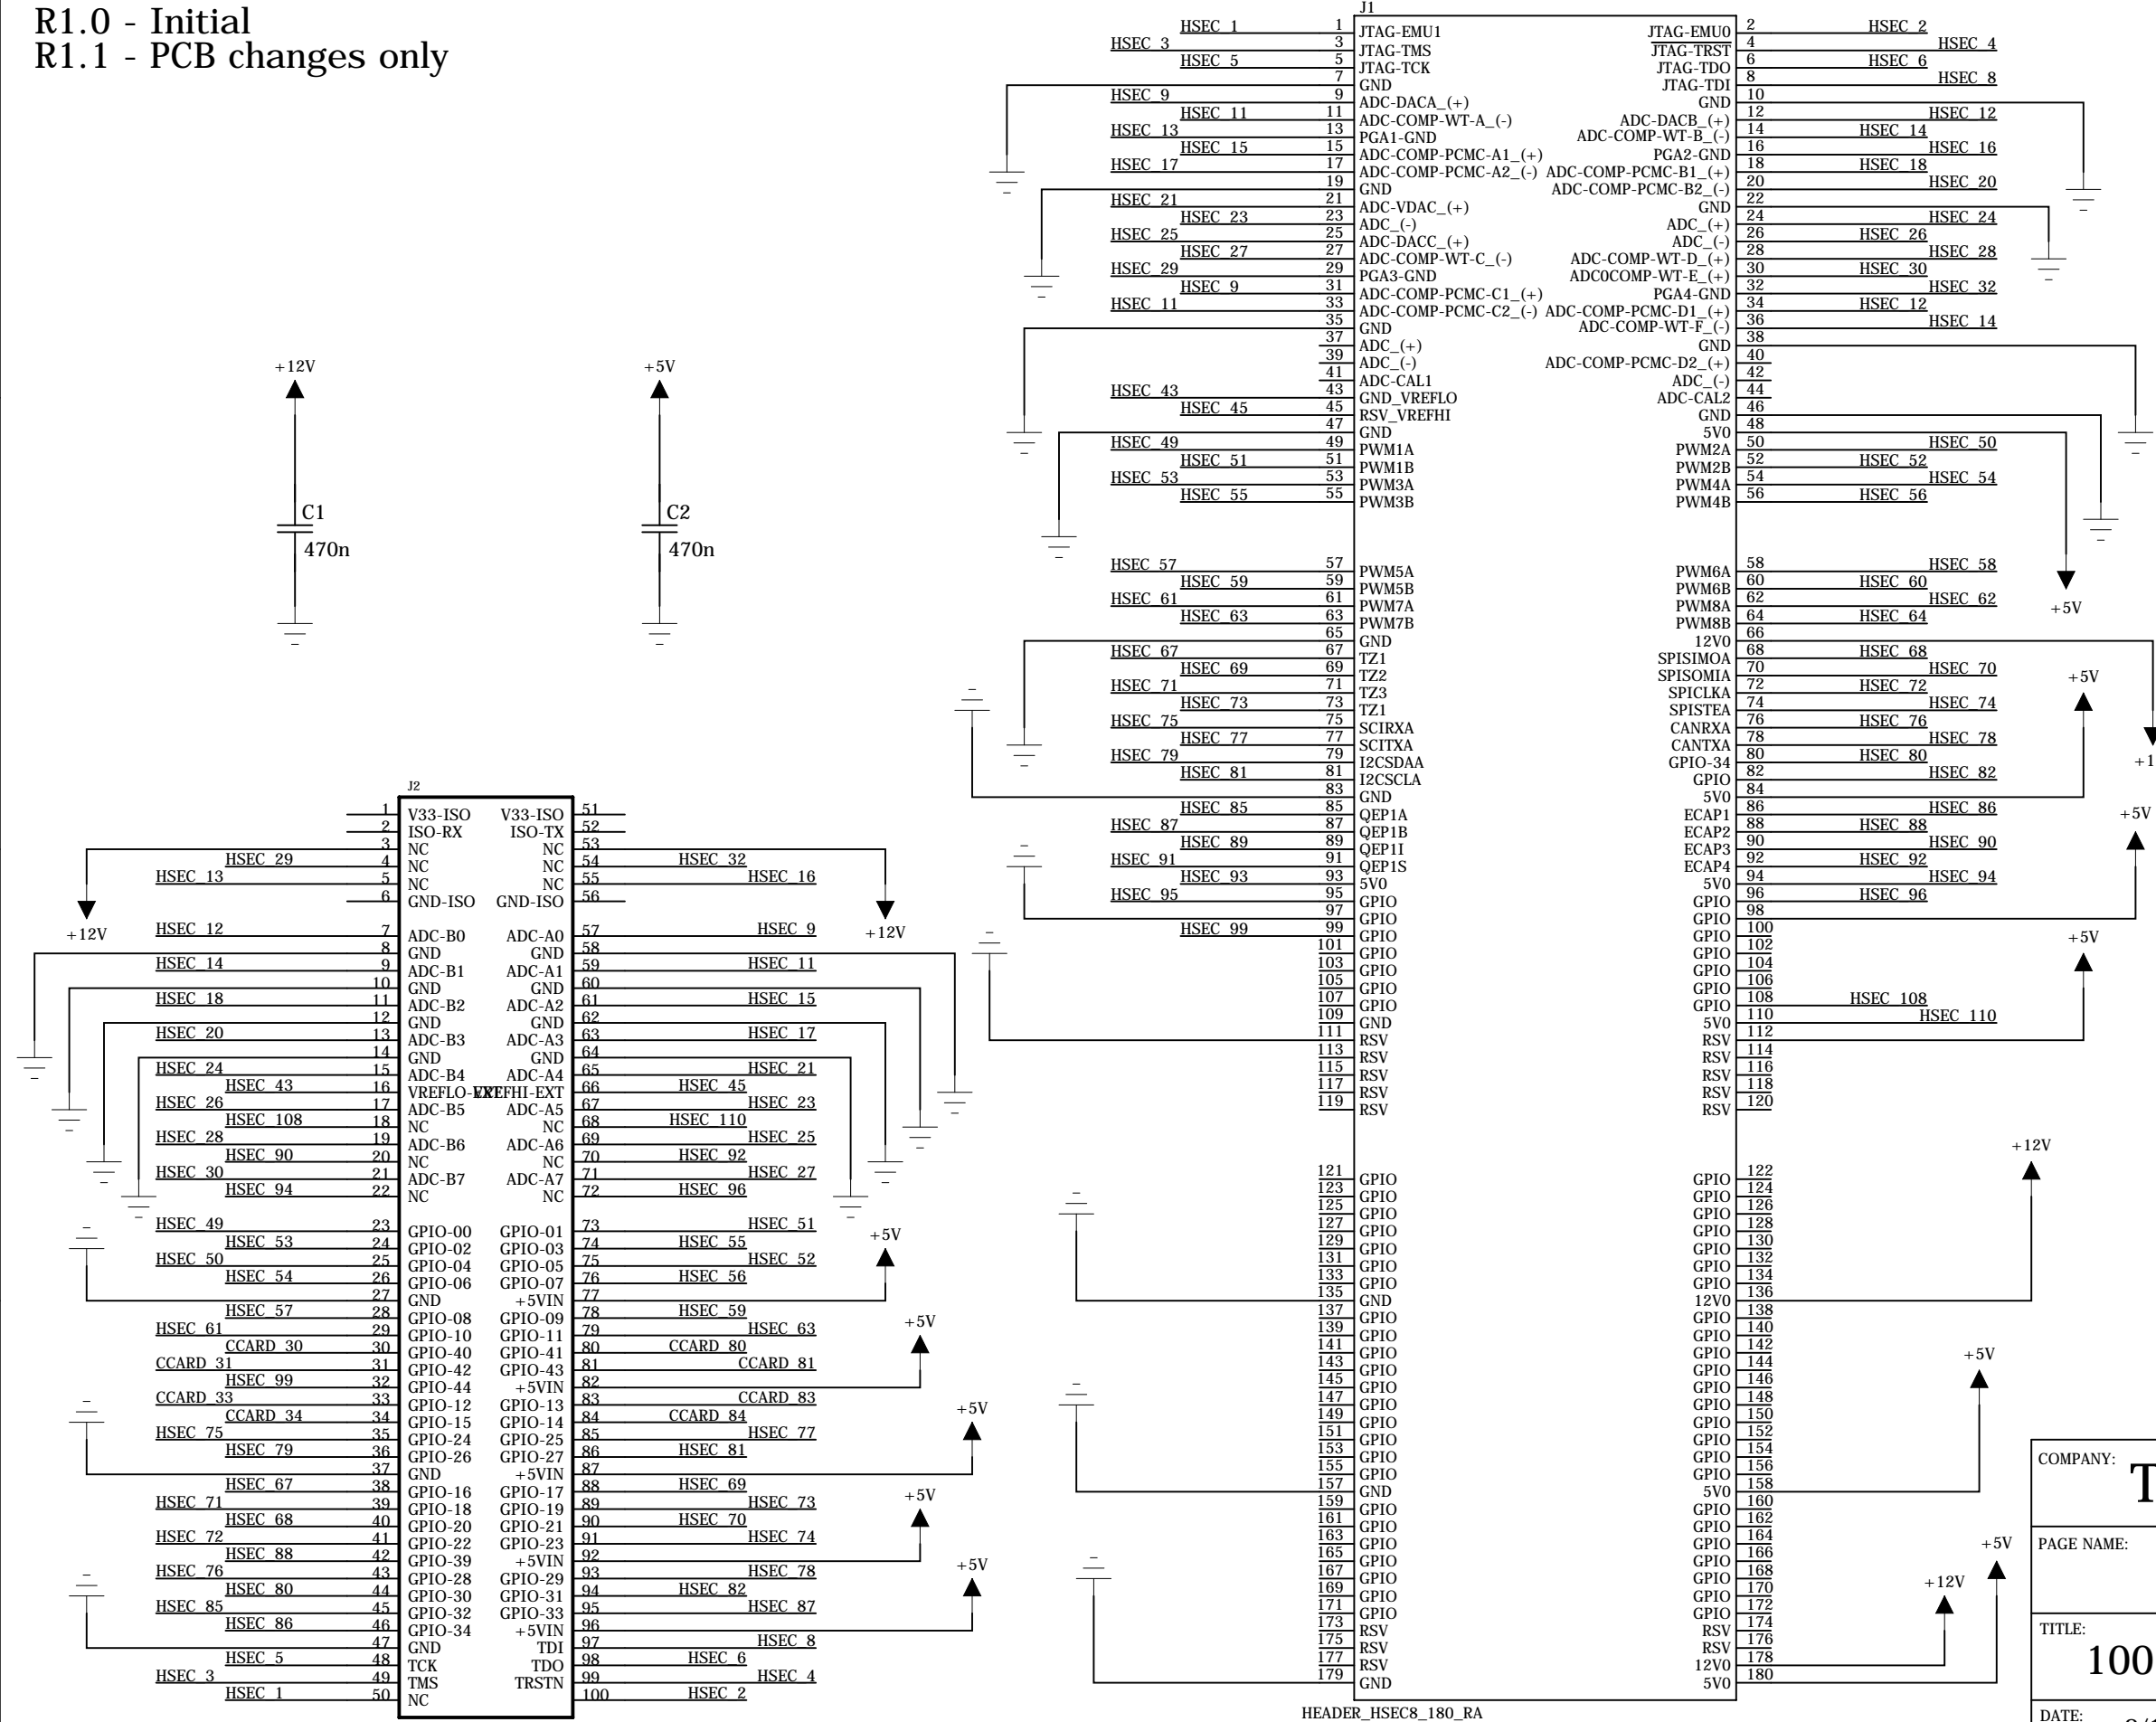 R1.0 - Initial
R1.1 - PCB changes only
J1
HSEC_1 1 JTAG-EMU1 JTAG-EMU0 2 HSEC_2
HSEC_3 3 JTAG-TMS JTAG-TRST 4 HSEC_4
HSEC_5 5 JTAG-TCK JTAG-TDO 6 HSEC_6
7 GND JTAG-TDI 8 HSEC_8
HSEC_9 9 ADC-DACA_(+) GND 10
HSEC_11 11 ADC-COMP-WT-A_(-) ADC-DACB_(+) 12 HSEC_12
HSEC_13 13 PGA1-GND ADC-COMP-WT-B_(-) 14 HSEC_14
HSEC_15 15 ADC-COMP-PCMC-A1_(+) PGA2-GND 16 HSEC_16
HSEC_17 17 ADC-COMP-PCMC-A2_(-) ADC-COMP-PCMC-B1_(+) 18 HSEC_18
19 GND ADC-COMP-PCMC-B2_(-) 20 HSEC_20
HSEC_21 21 ADC-VDAC_(+) GND 22
HSEC_23 23 ADC_(-) ADC_(+) 24 HSEC_24
HSEC_25 25 ADC-DACC_(+) ADC_(-) 26 HSEC_26
HSEC_27 27 ADC-COMP-WT-C_(-) ADC-COMP-WT-D_(+) 28 HSEC_28
HSEC_29 29 PGA3-GND ADC0COMP-WT-E_(+) 30 HSEC_30
HSEC_9 31 ADC-COMP-PCMC-C1_(+) PGA4-GND 32 HSEC_32
HSEC_11 33 ADC-COMP-PCMC-C2_(-) ADC-COMP-PCMC-D1_(+) 34 HSEC_12
35 GND ADC-COMP-WT-F_(-) 36 HSEC_14
37 ADC_(+) GND 38
39 ADC_(-) ADC-COMP-PCMC-D2_(+) 40
41 ADC-CAL1 ADC_(-) 42
HSEC_43 43 GND_VREFLO ADC-CAL2 44
HSEC_45 45 RSV_VREFHI GND 46
47 GND 5V0 48
HSEC_49 49 PWM1A PWM2A 50 HSEC_50
HSEC_51 51 PWM1B PWM2B 52 HSEC_52
HSEC_53 53 PWM3A PWM4A 54 HSEC_54
HSEC_55 55 PWM3B PWM4B 56 HSEC_56
HSEC_57 57 PWM5A PWM6A 58 HSEC_58
HSEC_59 59 PWM5B PWM6B 60 HSEC_60
HSEC_61 61 PWM7A PWM8A 62 HSEC_62
+5V
HSEC_63 63 PWM7B PWM8B 64 HSEC_64
65 GND 12V0 66
HSEC_67 67 TZ1 SPISIMOA 68 HSEC_68
HSEC_69 69 TZ2 SPISOMIA 70 HSEC_70
+5V
HSEC_71 71 TZ3 SPICLKA 72 HSEC_72
HSEC_73 73 TZ1 SPISTEA 74 HSEC_74
HSEC_75 75 SCIRXA CANRXA 76 HSEC_76
HSEC_77 77 SCITXA CANTXA 78 HSEC_78
HSEC_79 79 I2CSDAA GPIO-34 80 HSEC_80
+1
HSEC_81 81 I2CSCLA GPIO 82 HSEC_82
83 GND 5V0 84
HSEC_85 85 QEP1A ECAP1 86 HSEC_86
+5V
HSEC_87 87 QEP1B ECAP2 88 HSEC_88
HSEC_89 89 QEP1I ECAP3 90 HSEC_90
HSEC_91 91 QEP1S ECAP4 92 HSEC_92
HSEC_93 93 5V0 5V0 94 HSEC_94
HSEC_95 95 GPIO GPIO 96 HSEC_96
97 GPIO GPIO 98
HSEC_99 99 GPIO GPIO 100
+5V
101 GPIO GPIO 102
103 GPIO GPIO 104
105 GPIO GPIO 106
107 GPIO GPIO 108 HSEC_108
109 GND 5V0 110 HSEC_110
111 RSV RSV 112
113 RSV RSV 114
115 RSV RSV 116
117 RSV RSV 118
119 RSV RSV 120
+12V
121 GPIO GPIO 122
123 GPIO GPIO 124
125 GPIO GPIO 126
127 GPIO GPIO 128
129 GPIO GPIO 130
131 GPIO GPIO 132
133 GPIO GPIO 134
135 GND 12V0 136
137 GPIO GPIO 138
139 GPIO GPIO 140
141 GPIO GPIO 142
+5V
143 GPIO GPIO 144
145 GPIO GPIO 146
147 GPIO GPIO 148
149 GPIO GPIO 150
151 GPIO GPIO 152
153 GPIO GPIO 154
155 GPIO GPIO 156
157 GND 5V0 158
159 GPIO GPIO 160
161 GPIO GPIO 162
163 GPIO GPIO 164
+5V
165 GPIO GPIO 166
167 GPIO GPIO 168
+12V
169 GPIO GPIO 170
171 GPIO GPIO 172
173 RSV RSV 174
175 RSV RSV 176
177 RSV 12V0 178
179 GND 5V0 180
HEADER_HSEC8_180_RA
+12V
C1
470n
+5V
C2
470n
J2
1 V33-ISO V33-ISO 51
2 ISO-RX ISO-TX 52
3 NC NC 53
HSEC_29 4 NC NC 54 HSEC_32
HSEC_13 5 NC NC 55 HSEC_16
6 GND-ISO GND-ISO 56
+12V
+12V
HSEC_12 7 ADC-B0 ADC-A0 57 HSEC_9
8 GND GND 58
HSEC_14 9 ADC-B1 ADC-A1 59 HSEC_11
10 GND GND 60
HSEC_18 11 ADC-B2 ADC-A2 61 HSEC_15
12 GND GND 62
HSEC_20 13 ADC-B3 ADC-A3 63 HSEC_17
14 GND GND 64
HSEC_24 15 ADC-B4 ADC-A4 65 HSEC_21
HSEC_43 16 VREFLO-EXT VREFHI-EXT 66 HSEC_45
HSEC_26 17 ADC-B5 ADC-A5 67 HSEC_23
HSEC_108 18 NC NC 68 HSEC_110
HSEC_28 19 ADC-B6 ADC-A6 69 HSEC_25
HSEC_90 20 NC NC 70 HSEC_92
HSEC_30 21 ADC-B7 ADC-A7 71 HSEC_27
HSEC_94 22 NC NC 72 HSEC_96
HSEC_49 23 GPIO-00 GPIO-01 73 HSEC_51
+5V
HSEC_53 24 GPIO-02 GPIO-03 74 HSEC_55
HSEC_50 25 GPIO-04 GPIO-05 75 HSEC_52
HSEC_54 26 GPIO-06 GPIO-07 76 HSEC_56
27 GND +5VIN 77
HSEC_57 28 GPIO-08 GPIO-09 78 HSEC_59
+5V
HSEC_61 29 GPIO-10 GPIO-11 79 HSEC_63
CCARD_30 30 GPIO-40 GPIO-41 80 CCARD_80
CCARD_31 31 GPIO-42 GPIO-43 81 CCARD_81
HSEC_99 32 GPIO-44 +5VIN 82
CCARD_33 33 GPIO-12 GPIO-13 83 CCARD_83
+5V
CCARD_34 34 GPIO-15 GPIO-14 84 CCARD_84
HSEC_75 35 GPIO-24 GPIO-25 85 HSEC_77
HSEC_79 36 GPIO-26 GPIO-27 86 HSEC_81
37 GND +5VIN 87
HSEC_67 38 GPIO-16 GPIO-17 88 HSEC_69
+5V
HSEC_71 39 GPIO-18 GPIO-19 89 HSEC_73
HSEC_68 40 GPIO-20 GPIO-21 90 HSEC_70
HSEC_72 41 GPIO-22 GPIO-23 91 HSEC_74
HSEC_88 42 GPIO-39 +5VIN 92
+5V
HSEC_76 43 GPIO-28 GPIO-29 93 HSEC_78
HSEC_80 44 GPIO-30 GPIO-31 94 HSEC_82
HSEC_85 45 GPIO-32 GPIO-33 95 HSEC_87
HSEC_86 46 GPIO-34 +5VIN 96
47 GND TDI 97 HSEC_8
HSEC_5 48 TCK TDO 98 HSEC_6
HSEC_3 49 TMS TRSTN 99 HSEC_4
HSEC_1 50 NC 100 HSEC_2
COMPANY:
T
PAGE NAME:
TITLE:
100
DATE: